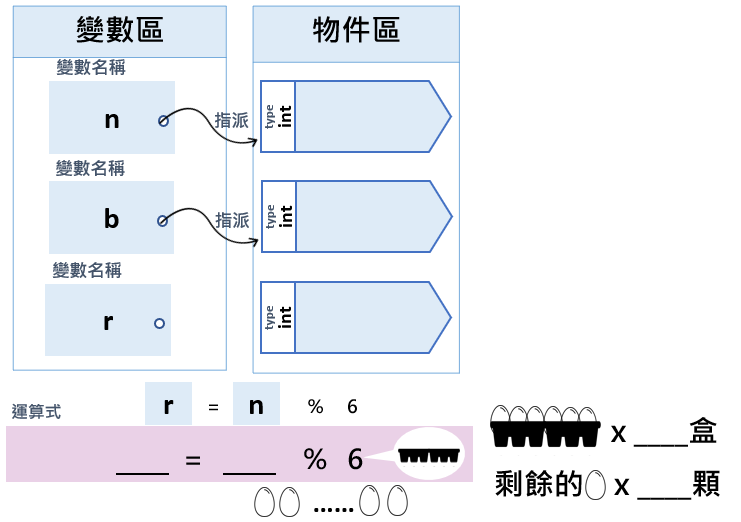 變數區
物件區
變數名稱
n
指派
type
int
變數名稱
b
指派
type
int
變數名稱
r
type
int
運算式
r = n % 6
____ = ____ % 6
......
x ____盒
剩餘的 x ____顆